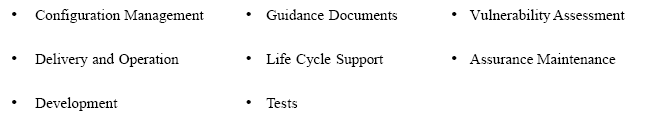 • Configuration Management • Guidance Documents • Vulnerability Assessment
• Delivery and Operation • Life Cycle Support • Assurance Maintenance
• Development • Tests